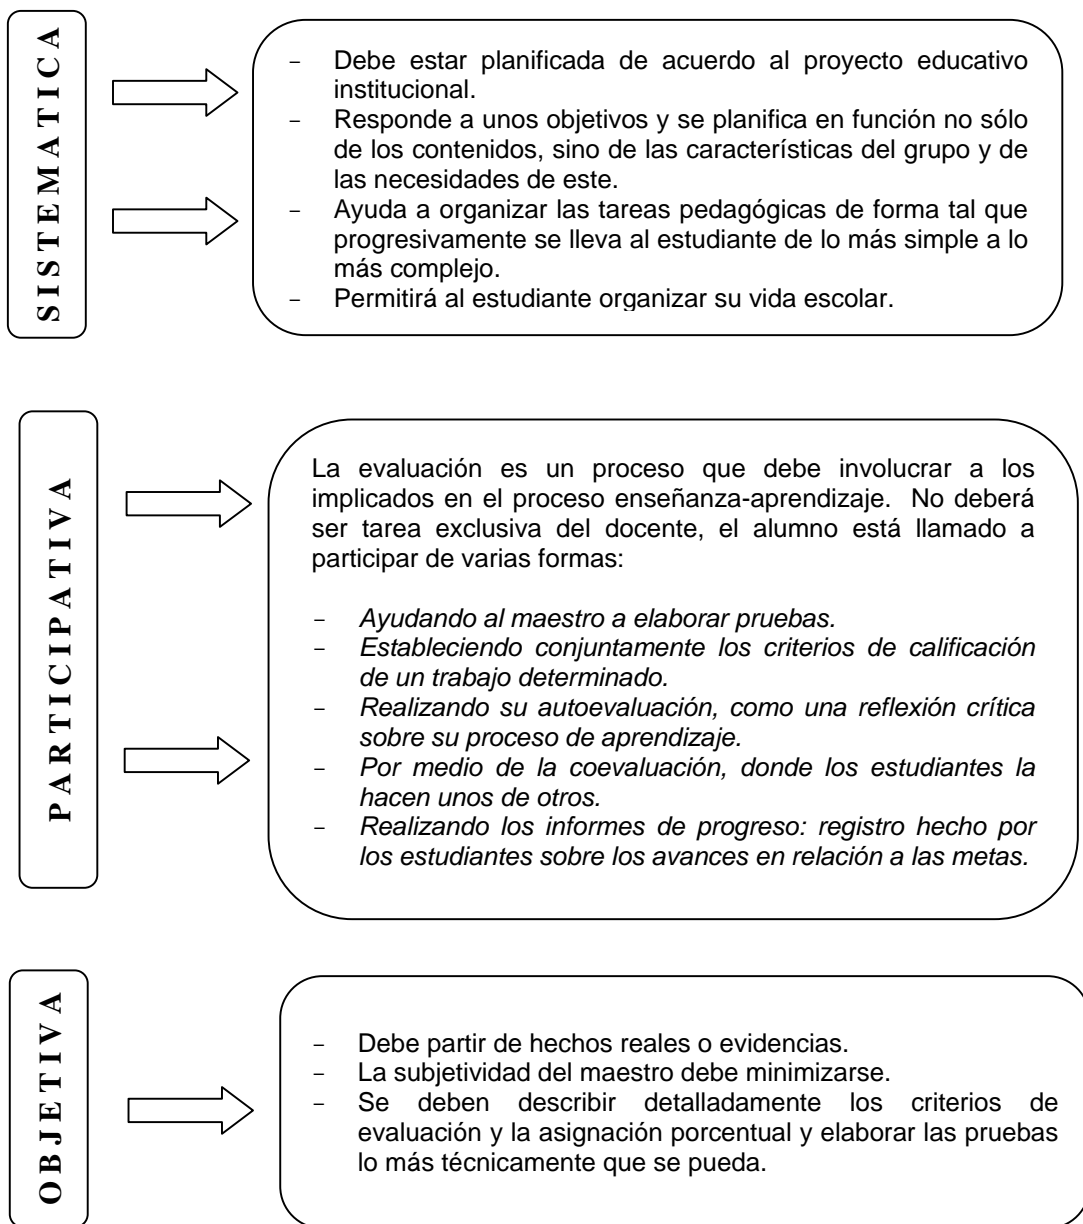 SISTEMATICA
- Debe estar planificada de acuerdo al proyecto educativo
institucional.
- Responde a unos objetivos y se planifica en función no sólo
de los contenidos, sino de las características del grupo y de
las necesidades de este.
- Ayuda a organizar las tareas pedagógicas de forma tal que
progresivamente se lleva al estudiante de lo más simple a lo
más complejo.
- Permitirá al estudiante organizar su vida escolar.
PARTICIPATIVA
La evaluación es un proceso que debe involucrar a los
implicados en el proceso enseñanza-aprendizaje. No deberá
ser tarea exclusiva del docente, el alumno está llamado a
participar de varias formas:
- Ayudando al maestro a elaborar pruebas.
- Estableciendo conjuntamente los criterios de calificación
de un trabajo determinado.
- Realizando su autoevaluación, como una reflexión crítica
sobre su proceso de aprendizaje.
- Por medio de la coevaluación, donde los estudiantes la
hacen unos de otros.
- Realizando los informes de progreso: registro hecho por
los estudiantes sobre los avances en relación a las metas.
OBJETIVA
- Debe partir de hechos reales o evidencias.
- La subjetividad del maestro debe minimizarse.
- Se deben describir detalladamente los criterios de
evaluación y la asignación porcentual y elaborar las pruebas
lo más técnicamente que se pueda.